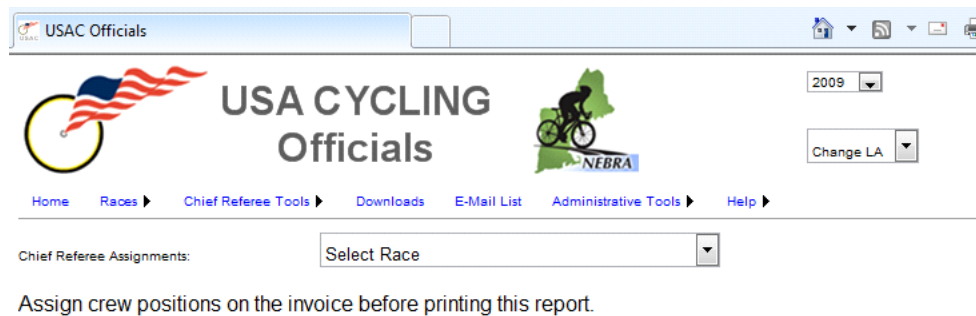 USAC Officials
USAC
USA CYCLING
Officials
NEBRA
2009
Change LA
Home Races Chief Referee Tools Downloads E-Mail List Administrative Tools Help
Chief Referee Assignments: Select Race
Assign crew positions on the invoice before printing this report.